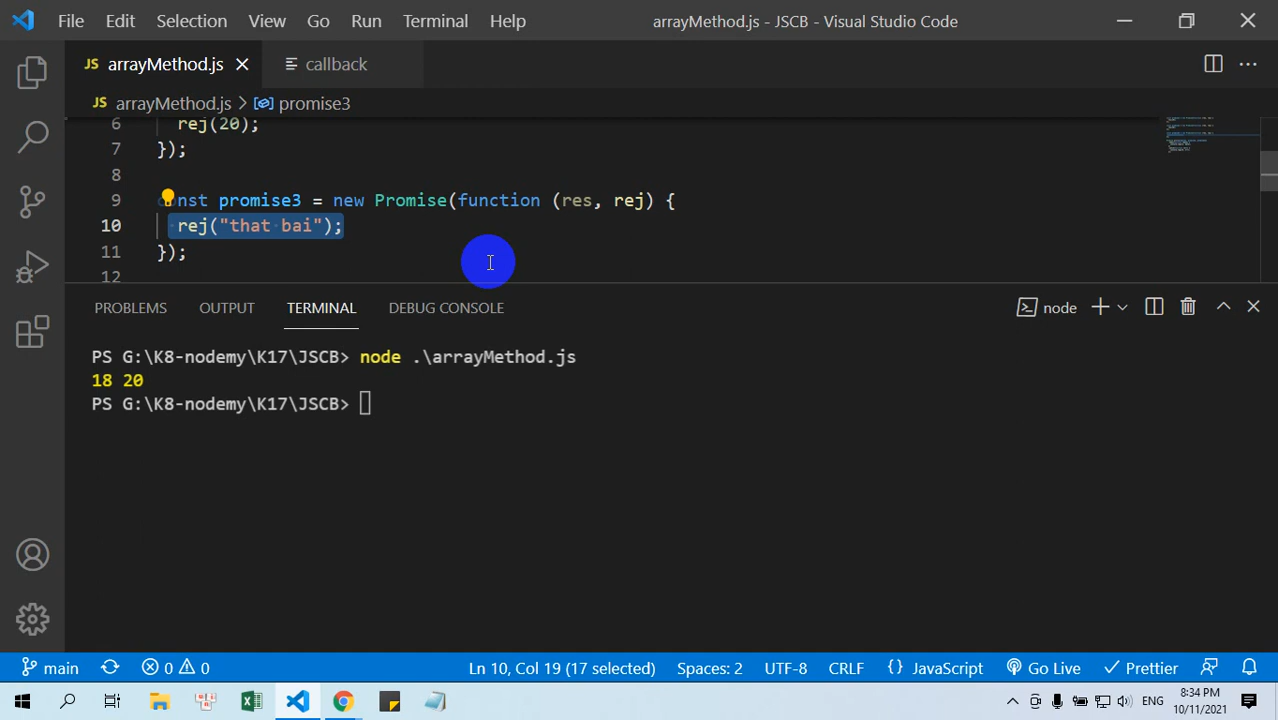 File Edit Selection View Go Run Terminal Help arrayMethod.js - JSCB - Visual Studio Code
JS arrayMethod.js callback
JS arrayMethod.js > promise3
6 rej(20);
7 });
8
9 nst promise3 = new Promise(function (res, rej) {
10 rej("that bai");
11 });
12
PROBLEMS OUTPUT TERMINAL DEBUG CONSOLE node
PS G:\K8-nodemy\K17\JSCB> node .\arrayMethod.js
18 20
PS G:\K8-nodemy\K17\JSCB>
main 0 0 Ln 10, Col 19 (17 selected) Spaces: 2 UTF-8 CRLF {} JavaScript Go Live Prettier
ENG 8:34 PM
10/11/2021